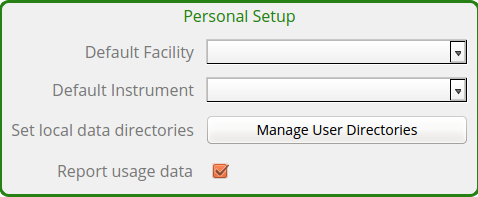 Personal Setup
Default Facility
Default Instrument
Set local data directories Manage User Directories
Report usage data